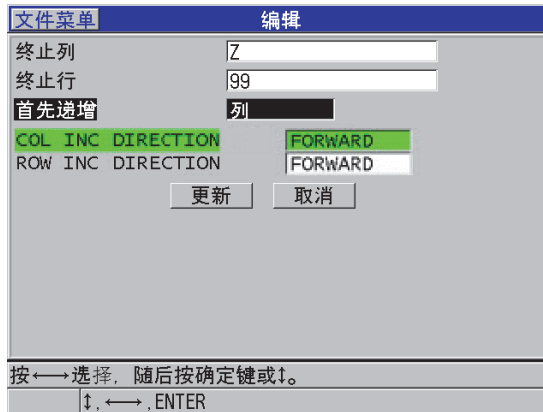 文件菜单 编辑
终止列 Z
终止行 99
首先递增 列
COL INC DIRECTION FORWARD
ROW INC DIRECTION FORWARD
更新 取消
按←→选择，随后按确定键或↕。
↕, ←→ ,ENTER